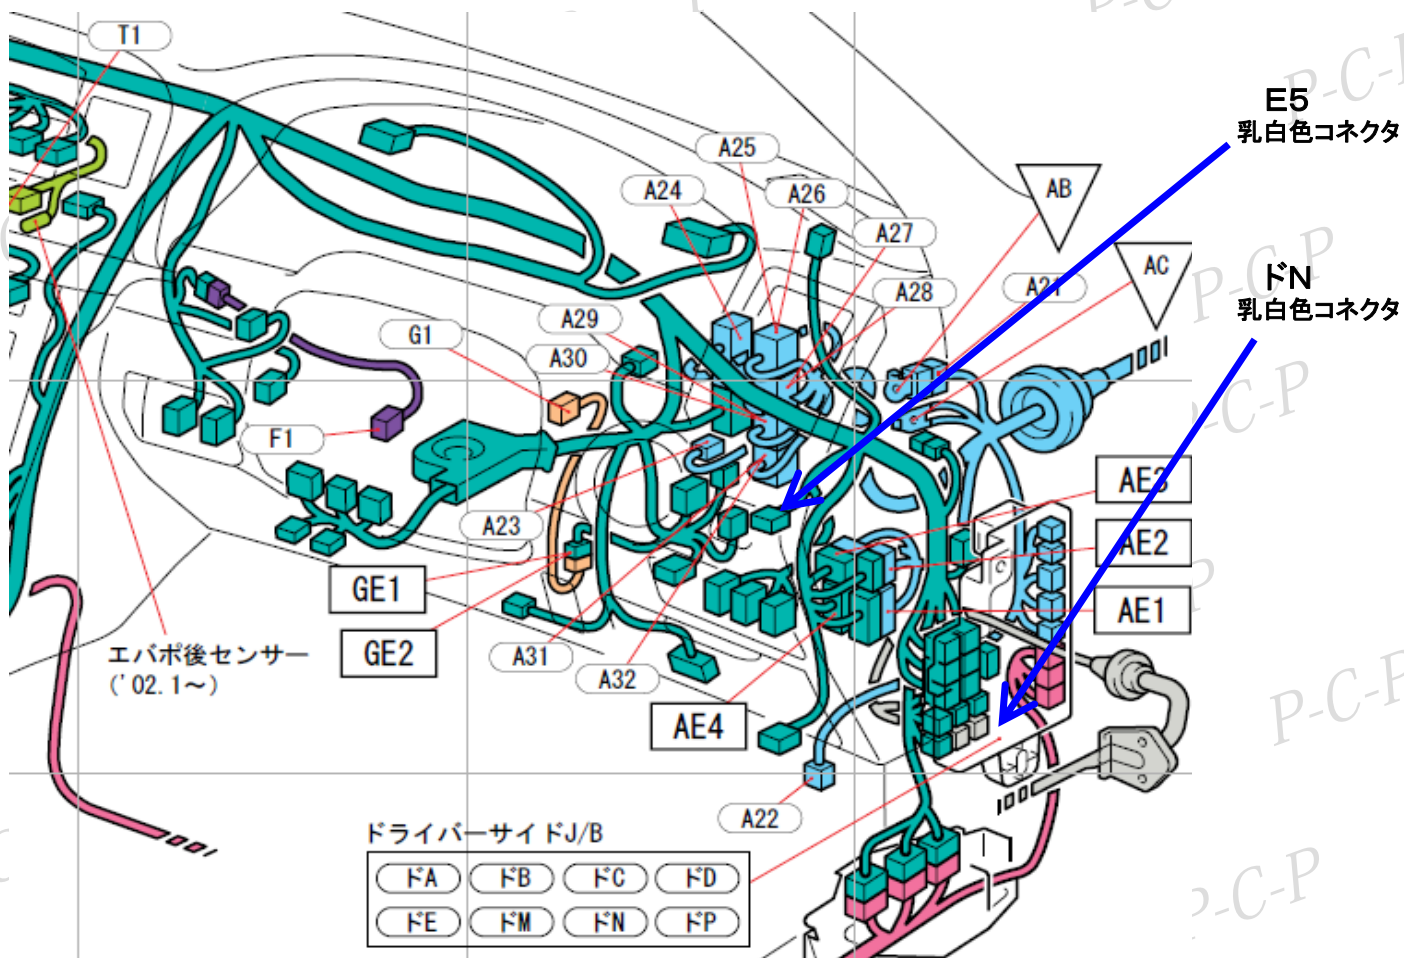 T1
E5
乳白色コネクタ
A25
A24
A26
AB
A27
AC
ドN
乳白色コネクタ
A28
A21
A29
G1
A30
F1
AE3
A23
AE2
GE1
AE1
GE2
エバポ後センサー
('02.1～)
A31
A32
AE4
A22
ドライバーサイドJ/B
ドA ドB ドC ドD
ドE ドM ドN ドP
P-C-P
P-C-P
P-C-P
P-C-P
P-C-P